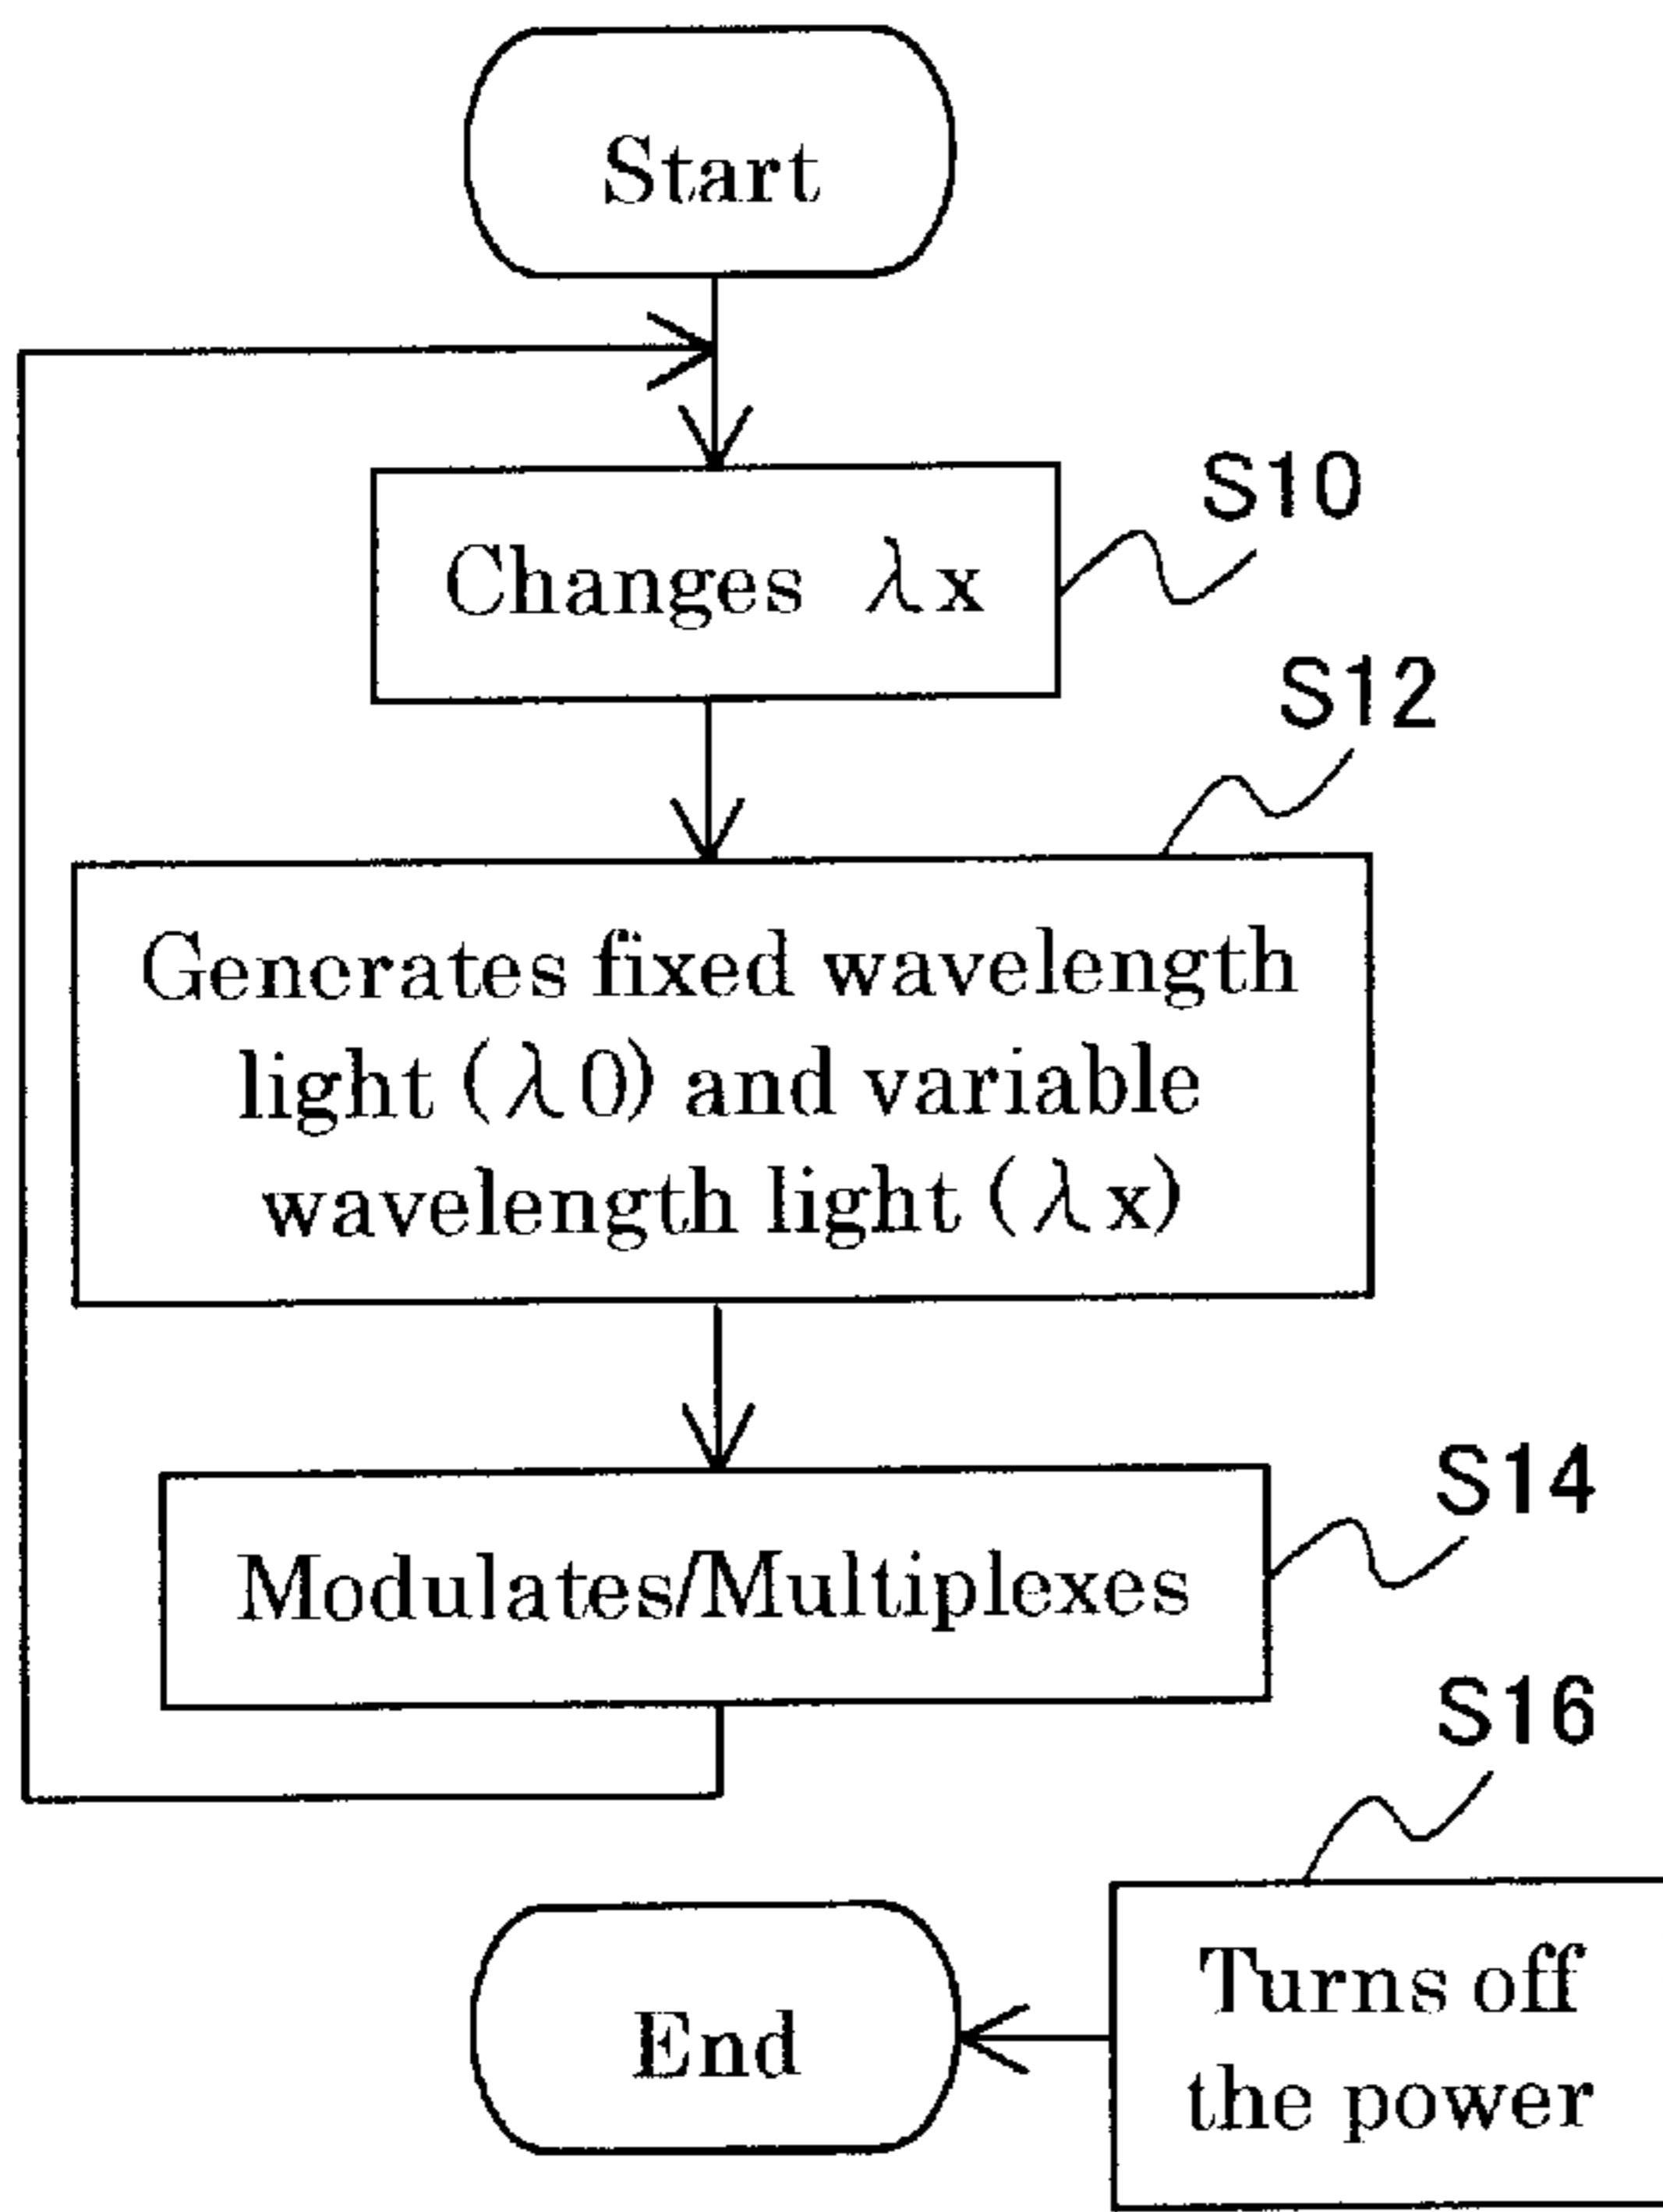 Start
S10
Changes λx
S12
Generates fixed wavelength
light (λ0) and variable
wavelength light (λx)
S14
Modulates/Multiplexes
S16
Turns off
the power
End